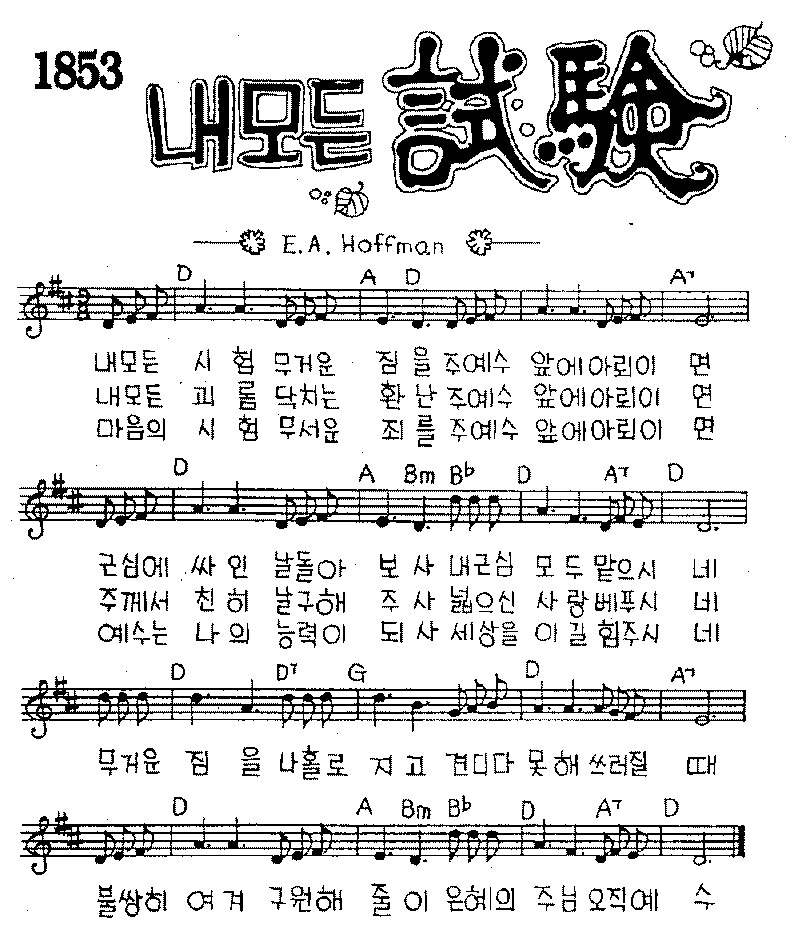 1853
내모든 試驗
E.A. Hoffman
D A D A7
내모든 시 험 무거운 짐 을 주예수 앞에아뢰이 면
내모든 괴 롬 닥치는 환 난 주예수 앞에아뢰이 면
마음의 시 험 무서운 죄 를 주예수 앞에아뢰이 면
D A Bm Bb D A7 D
근심에 싸 인 날돌아 보 사 내근심 모 두 맡으시 네
주께서 친 히 날구해 주 사 넓으신 사 랑 베푸시 네
예수는 나 의 능력이 되 사 세상을 이 길 힘주시 네
D D7 G D A7
무거운 짐 을 나홀로 지 고 견디다 못 해 쓰러질 때
D A Bm Bb D A7 D
불쌍히 여 겨 구원해 줄 이 은혜의 주 님 오직예 수